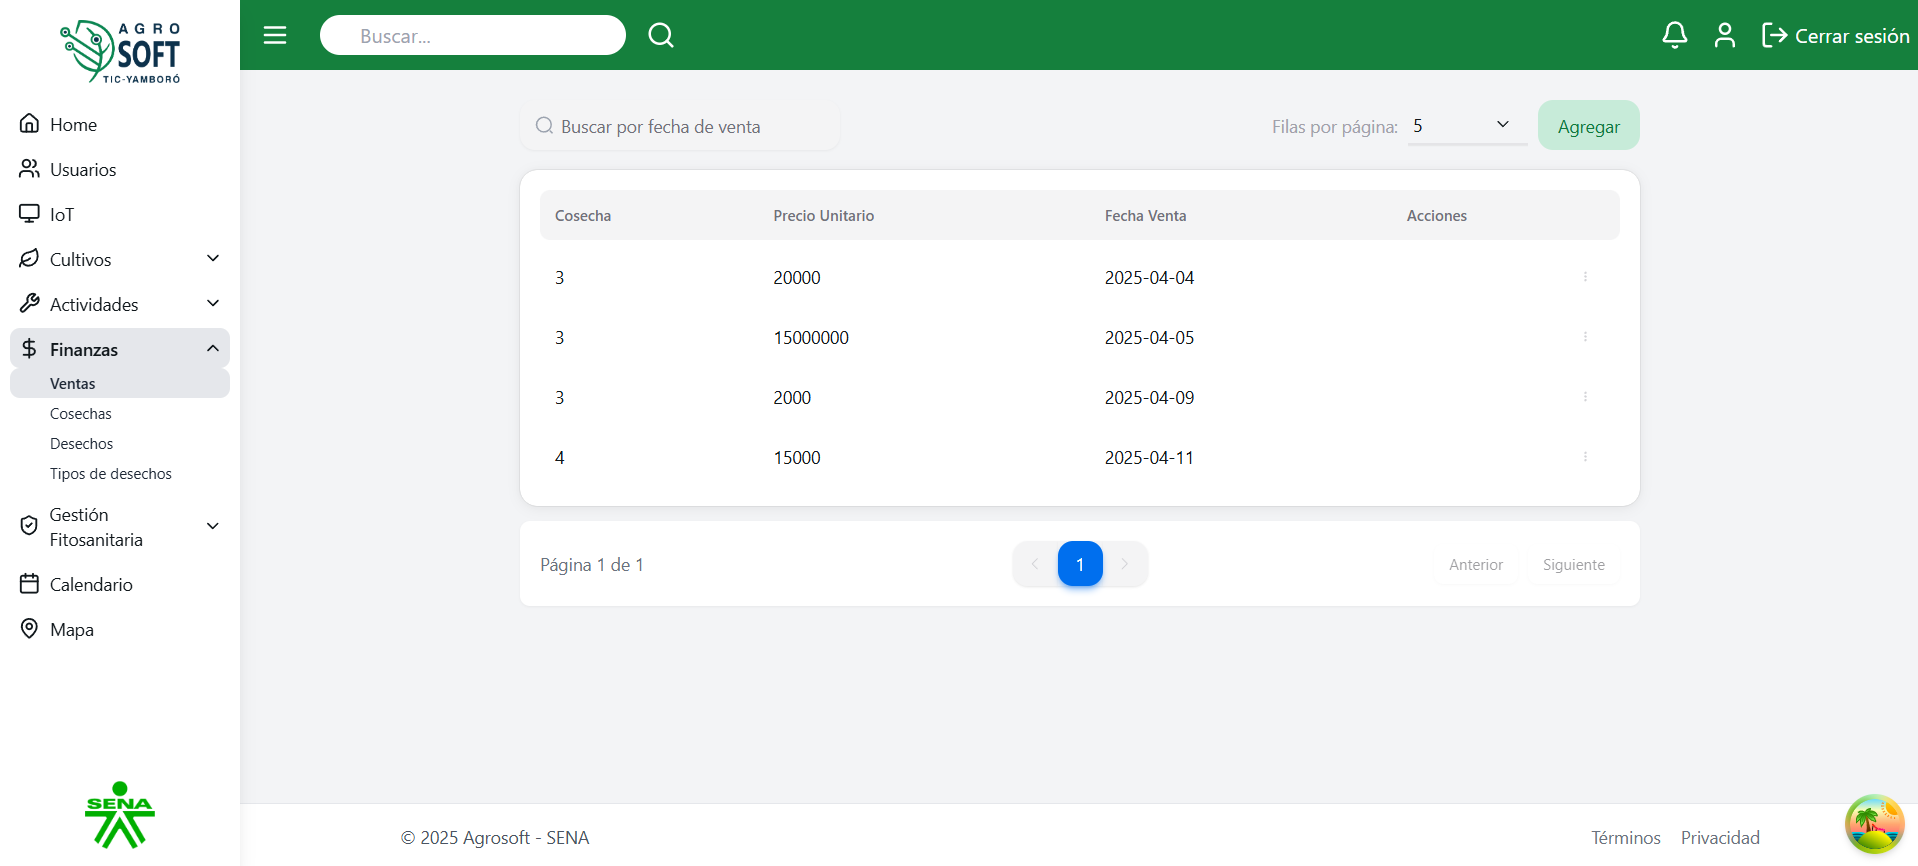 AGRO
SOFT
TIC-YAMBORÓ
Home
Usuarios
IoT
Cultivos
Actividades
Finanzas
Ventas
Cosechas
Desechos
Tipos de desechos
Gestión
Fitosanitaria
Calendario
Mapa
SENA
Buscar...
Cerrar sesión
Buscar por fecha de venta
Filas por página: 5
Agregar
Cosecha Precio Unitario Fecha Venta Acciones
3 20000 2025-04-04
3 15000000 2025-04-05
3 2000 2025-04-09
4 15000 2025-04-11
Página 1 de 1
1
Anterior Siguiente
© 2025 Agrosoft - SENA
Términos Privacidad